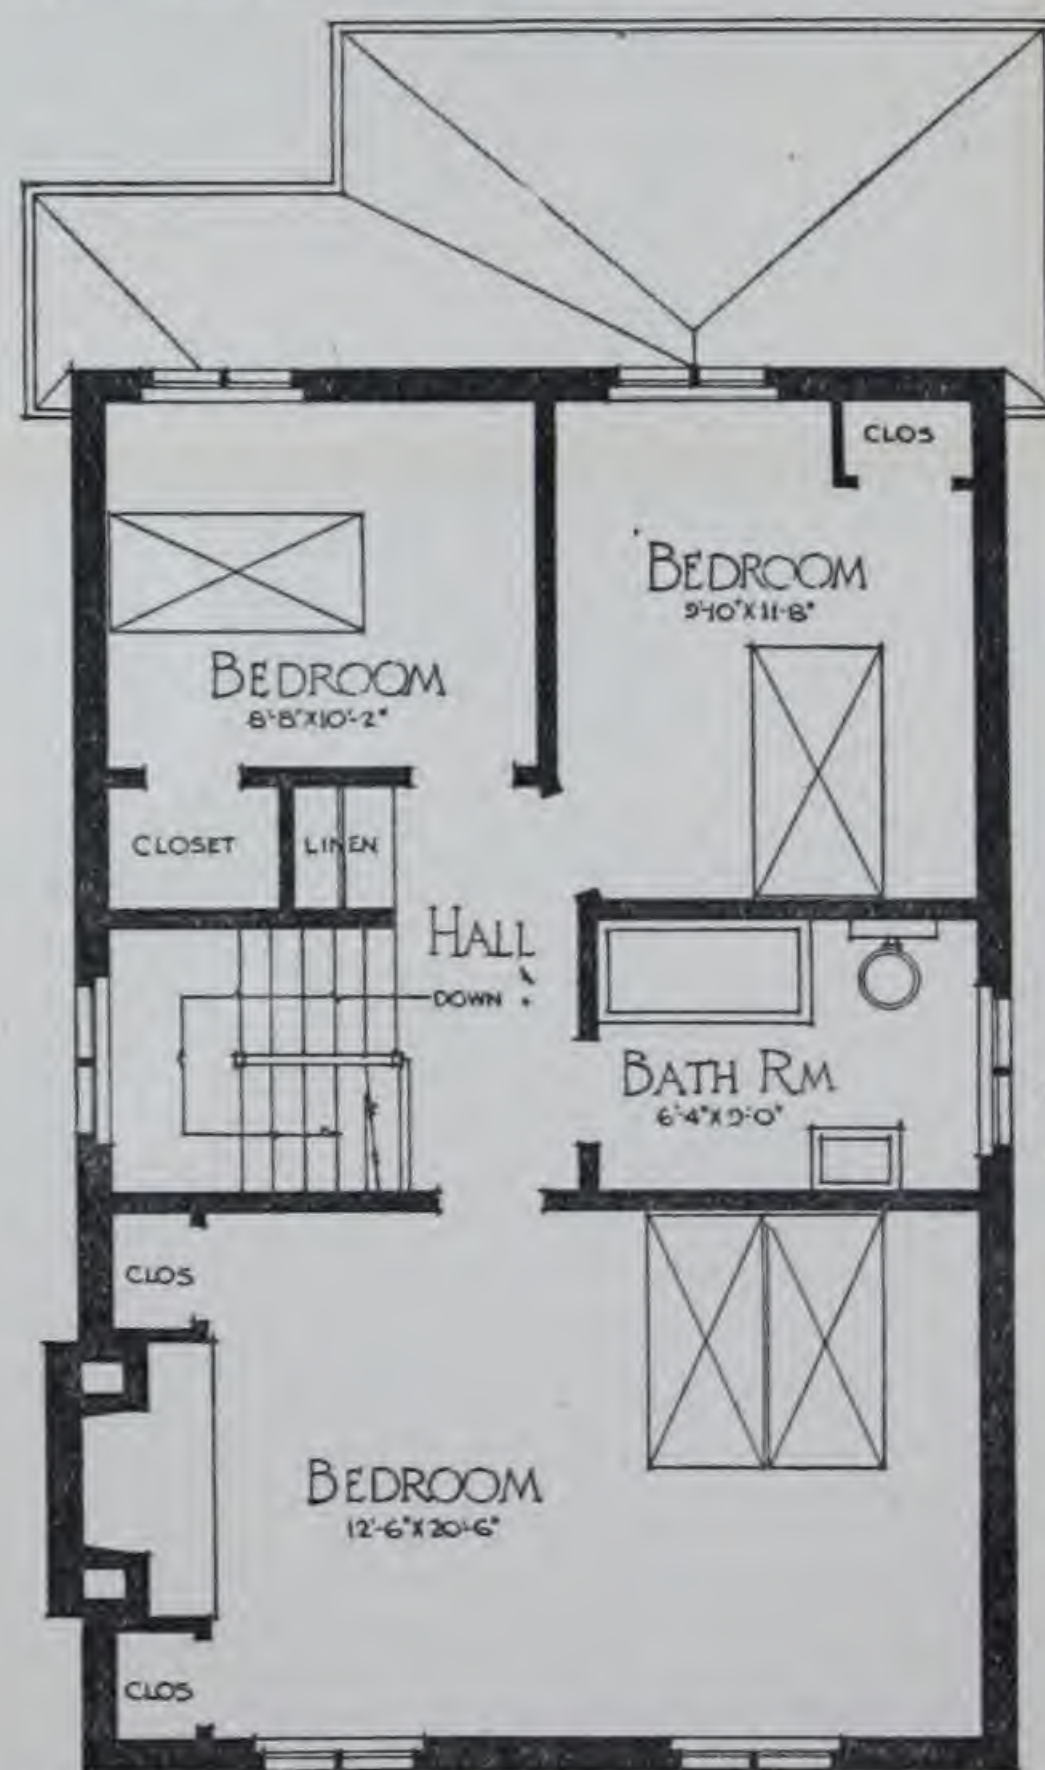 CLOS
BEDROOM
9'-10"X11'-8"
BEDROOM
8'-8"X10'-2"
CLOSET
LINEN
HALL
DOWN
BATH RM
6'-4"X9'-0"
CLOS
BEDROOM
12'-6"X20'-6"
CLOS